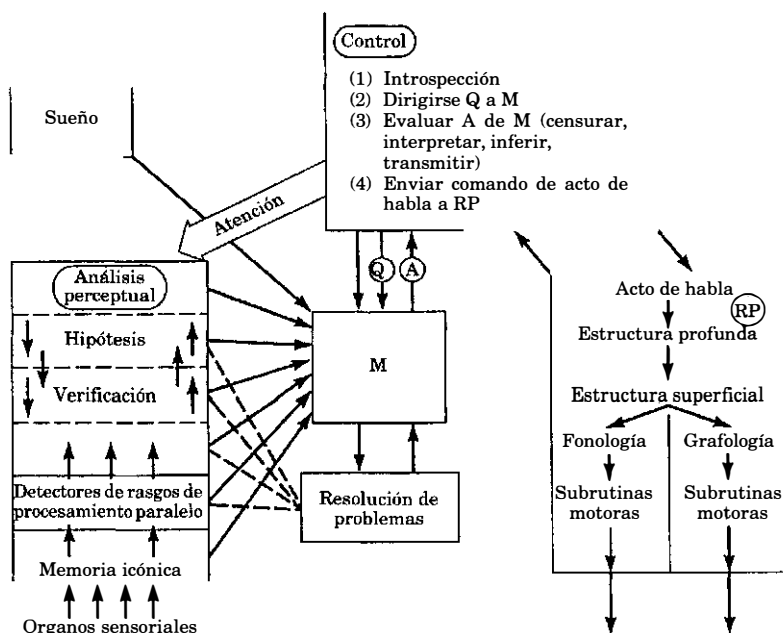 Control
(1) Introspección
(2) Dirigirse Q a M
(3) Evaluar A de M (censurar,
interpretar, inferir,
transmitir)
(4) Enviar comando de acto de
habla a RP
Sueño
Atención
Q
A
Análisis
perceptual
Hipótesis
Verificación
M
Detectores de rasgos de
procesamiento paralelo
Resolución de
problemas
Memoria icónica
Organos sensoriales
Acto de habla
RP
Estructura profunda
Estructura superficial
Fonología
Grafología
Subrutinas
motoras
Subrutinas
motoras